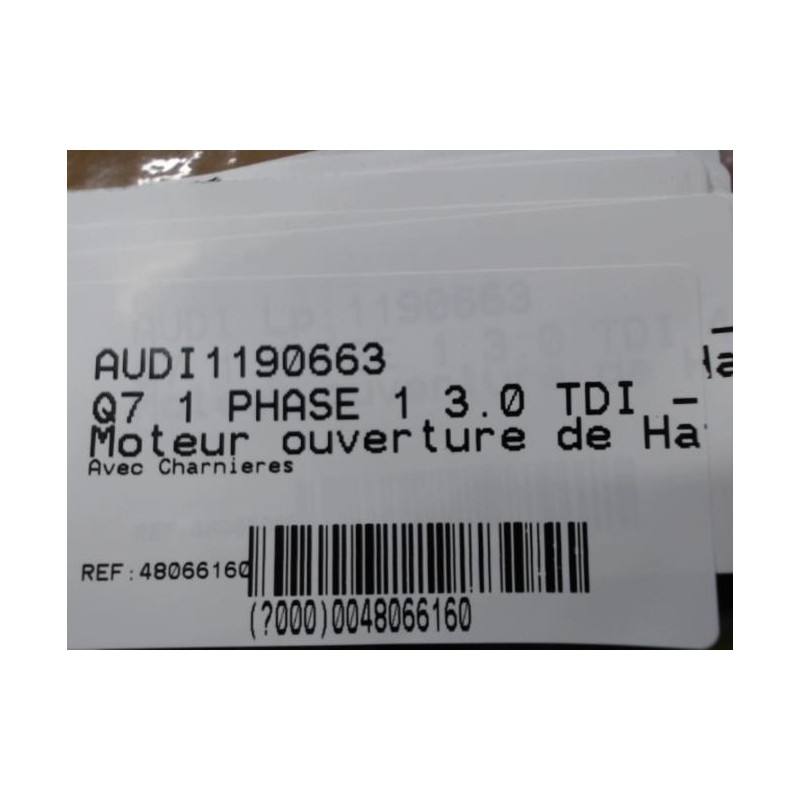 AUDI1190663
Q7 1 PHASE 1 3.0 TDI –
Moteur ouverture de Ha
Avec Charnieres
REF:48066160
(?000)0048066160